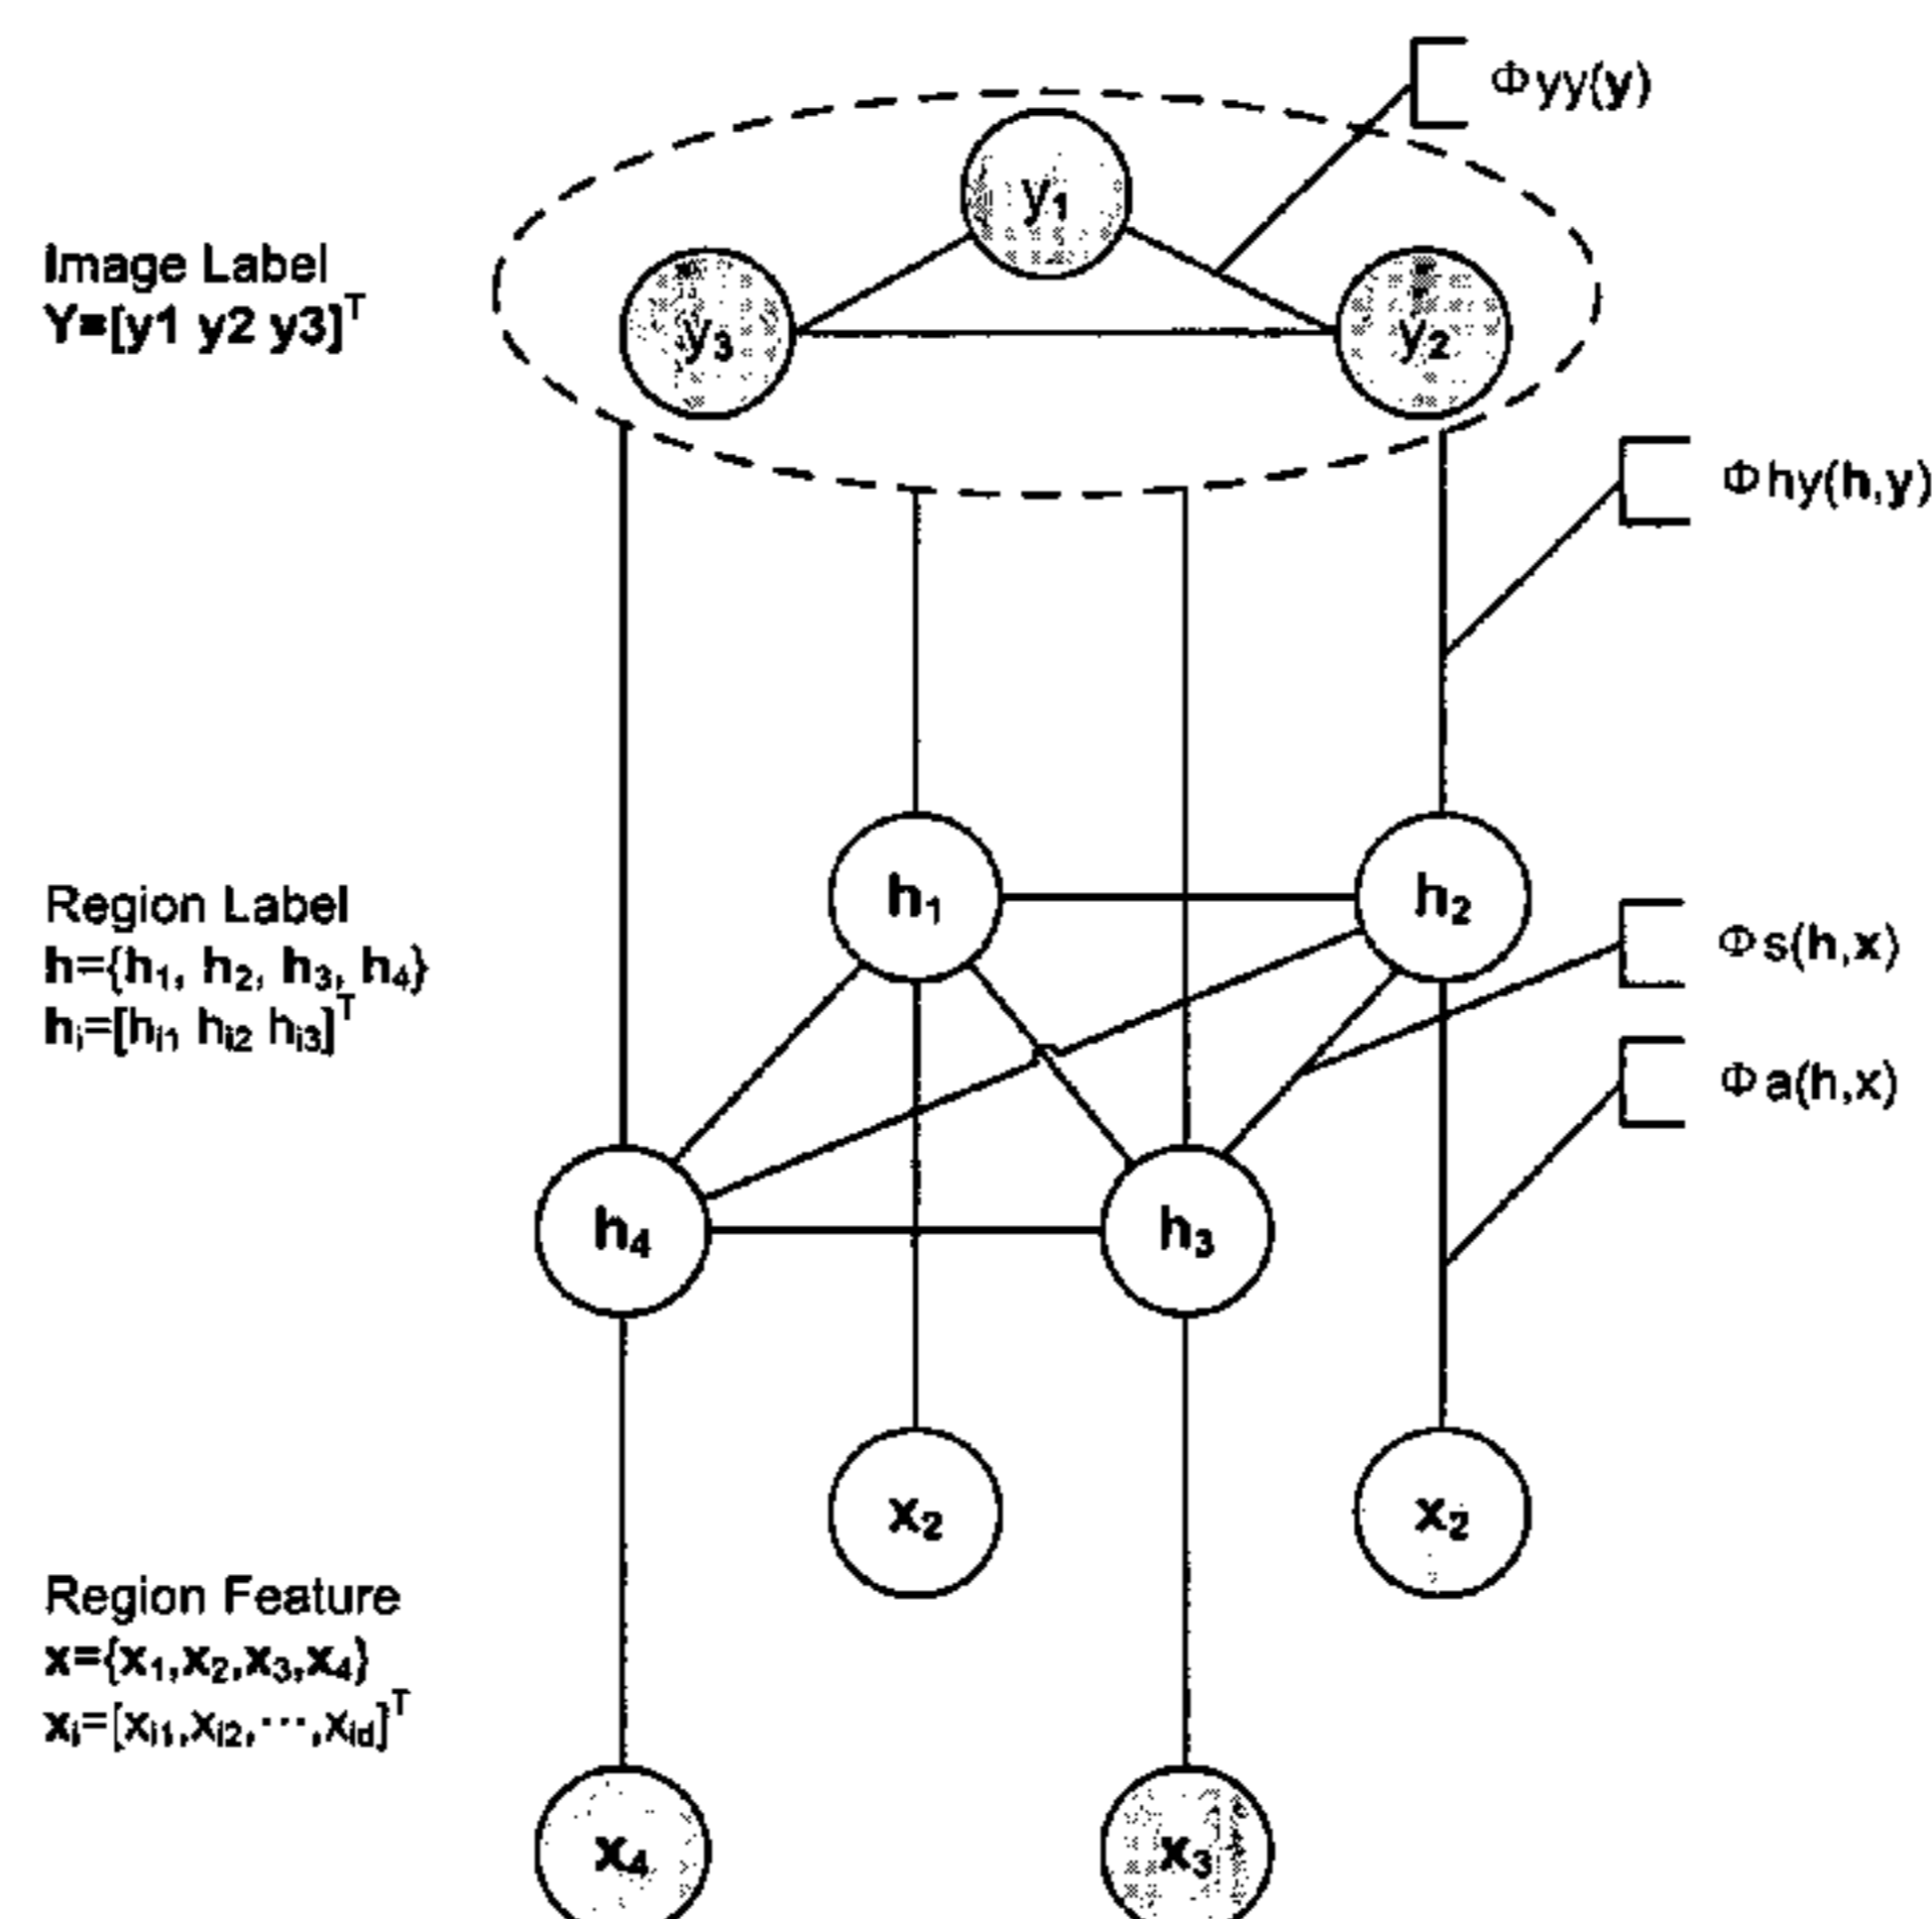 Φyy(y)
y₁
Image Label
Y=[y1 y2 y3]ᵀ
y₃
y₂
Φhy(h,y)
Region Label
h={h₁, h₂, h₃, h₄}
hᵢ=[hᵢ₁ hᵢ₂ hᵢ₃]ᵀ
h₁
h₂
Φs(h,x)
Φa(h,x)
h₄
h₃
x₂
x₂
Region Feature
x={x₁,x₂,x₃,x₄}
xᵢ=[xᵢ₁,xᵢ₂,⋯,xid]ᵀ
x₄
x₃